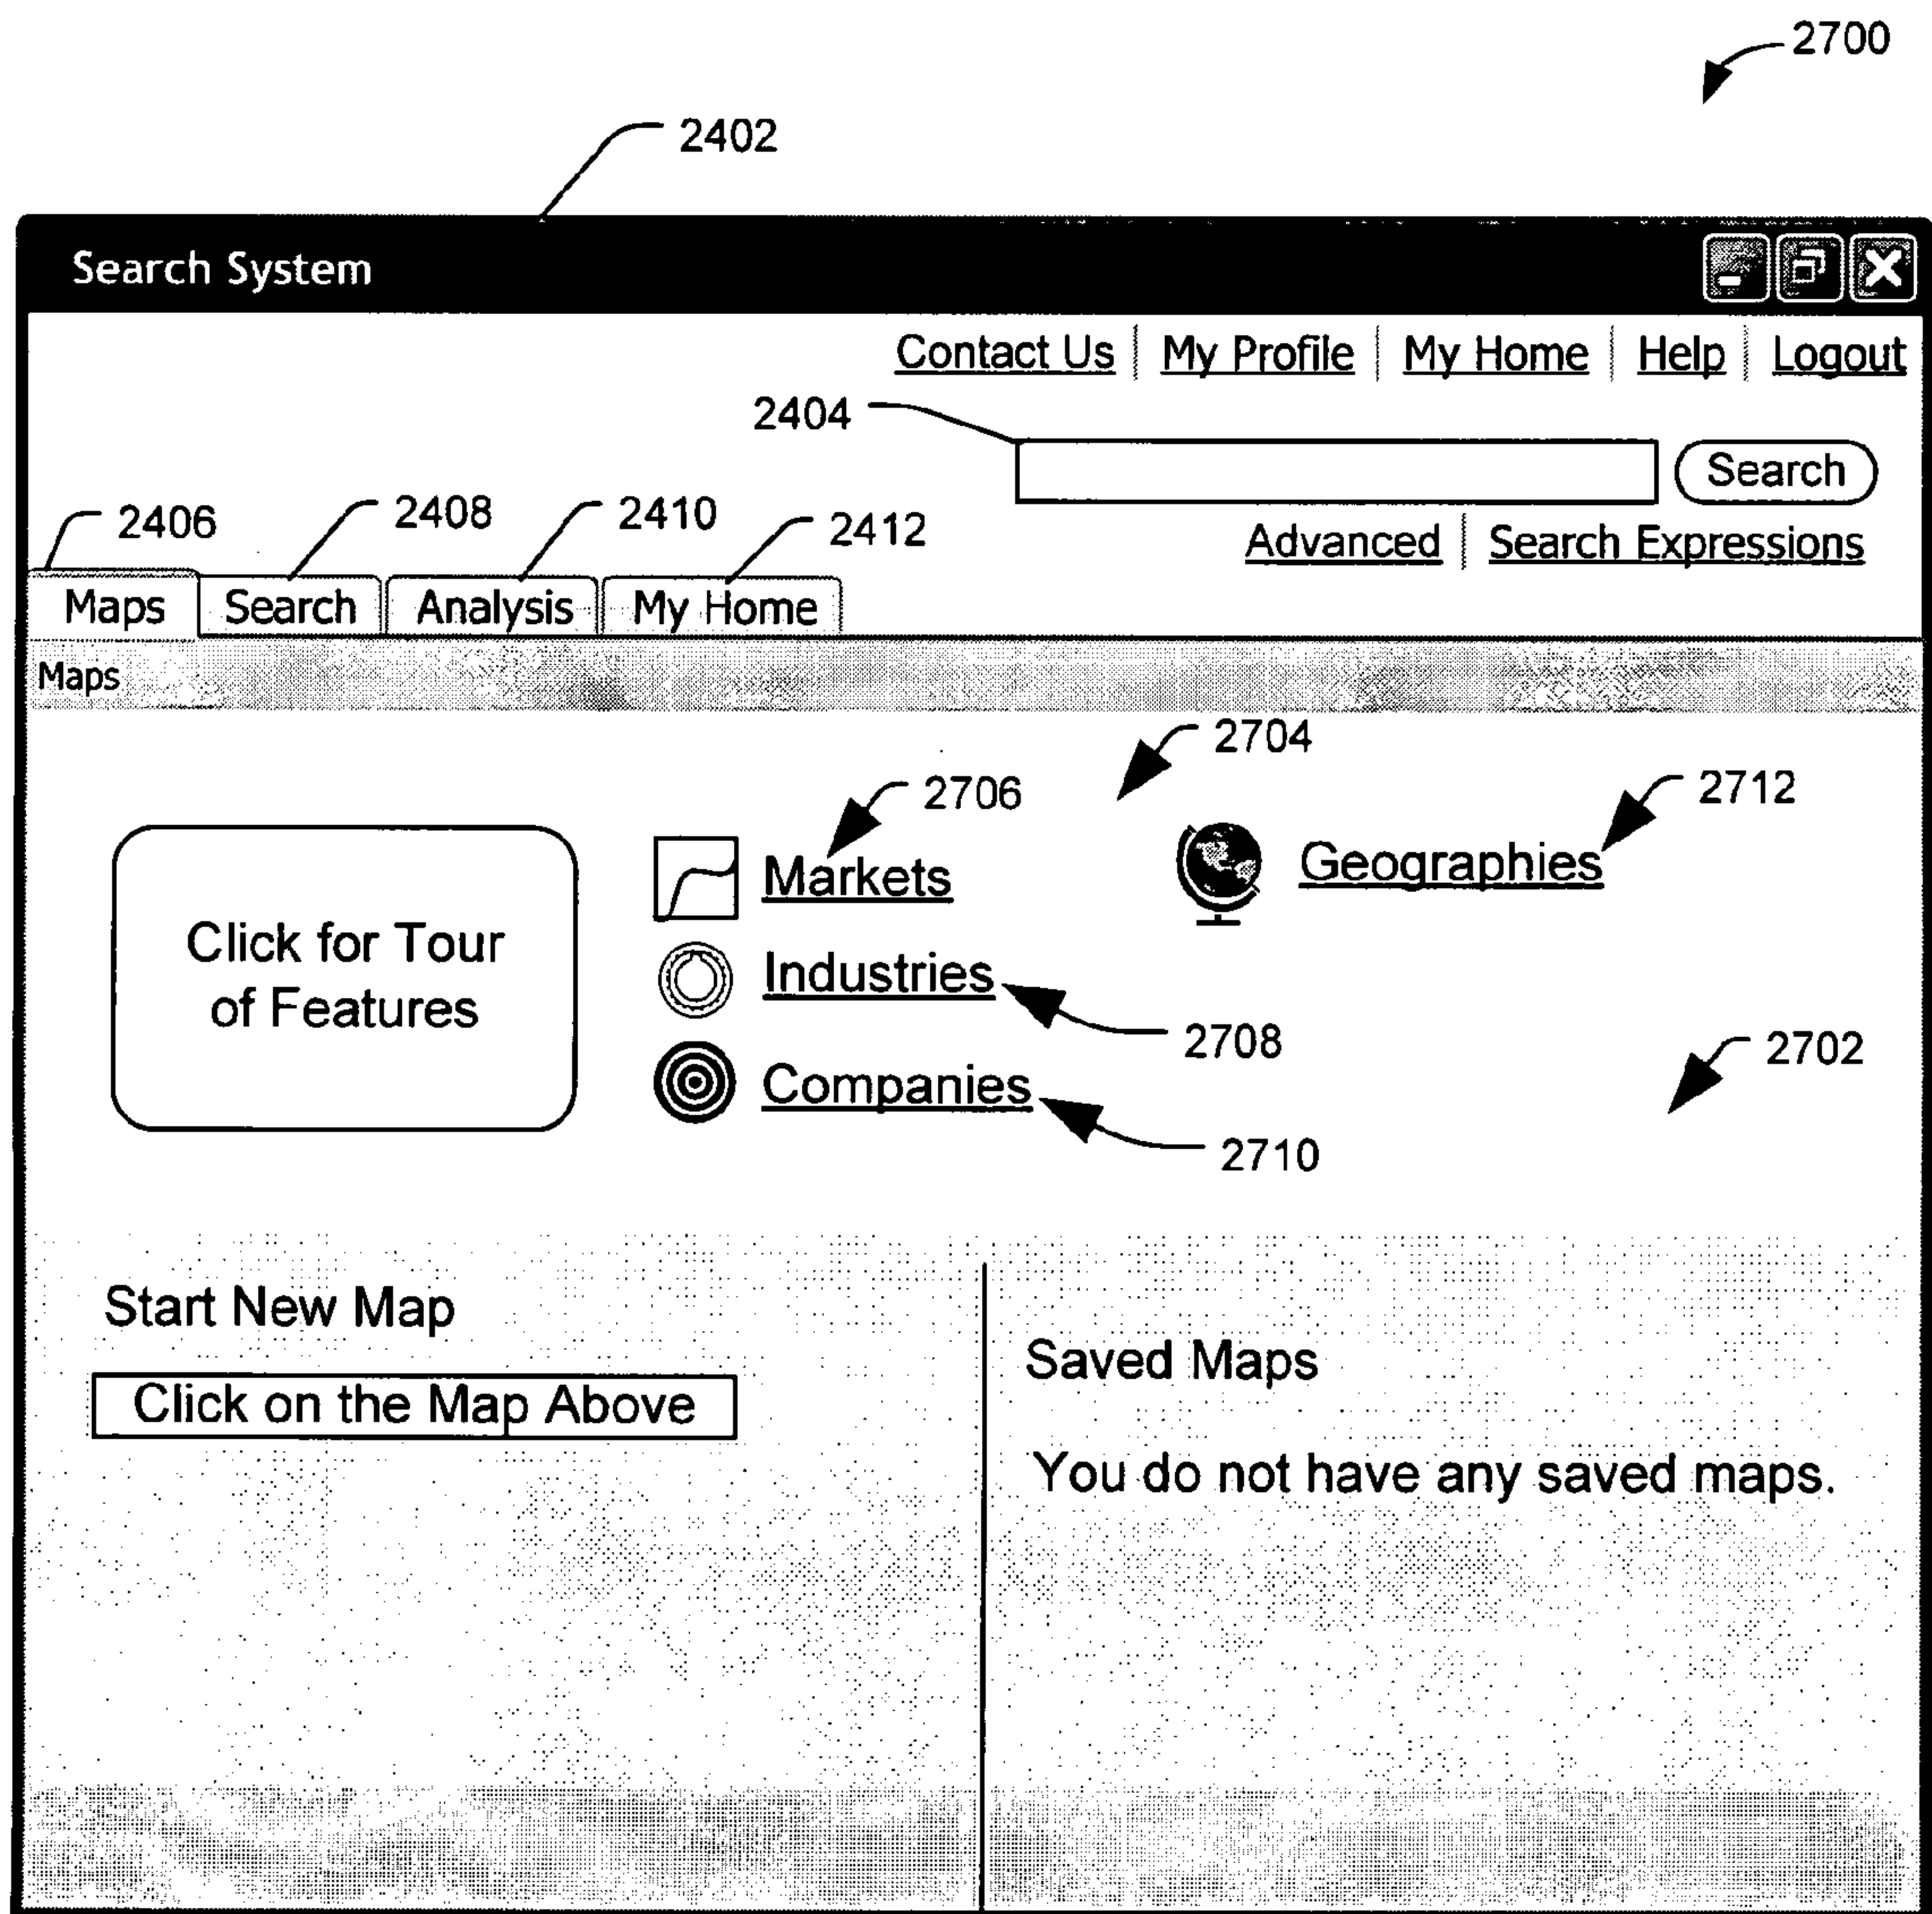 2700
2402
Search System
Contact Us | My Profile | My Home | Help | Logout
2404
Search
2406 2408 2410 2412
Advanced | Search Expressions
Maps Search Analysis My Home
Maps
2704
2706 2712
Markets Geographies
Click for Tour
of Features
Industries
2708 2702
Companies
2710
Start New Map
Click on the Map Above
Saved Maps
You do not have any saved maps.